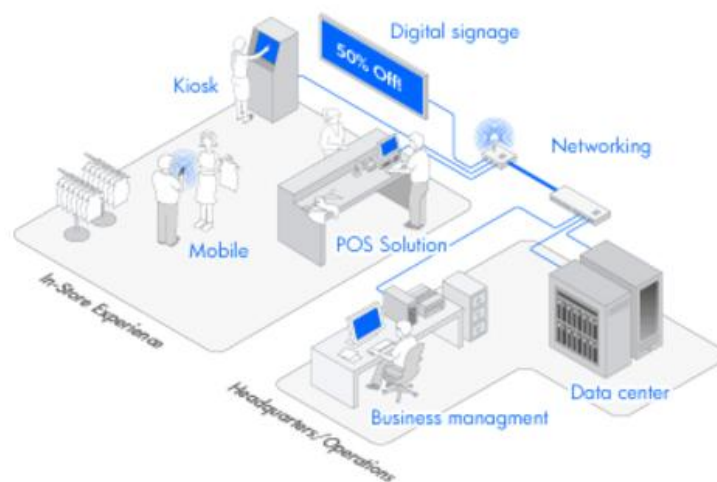 Digital signage
50% Off!
Kiosk
Networking
Mobile
POS Solution
In-Store Experience
Data center
Business managment
Headquarters/Operations